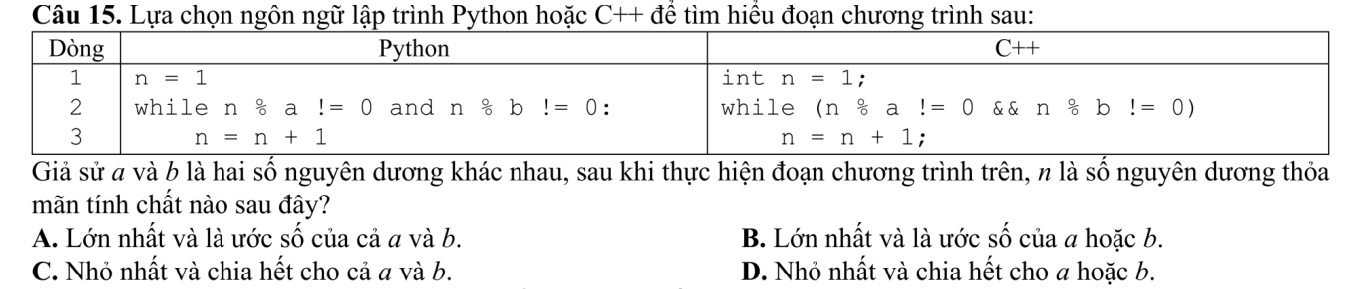 Câu 15. Lựa chọn ngôn ngữ lập trình Python hoặc C++ để tìm hiểu đoạn chương trình sau:
Dòng Python C++
1 n = 1 int n = 1;
2 while n % a != 0 and n % b != 0: while (n % a != 0 && n % b != 0)
3 n = n + 1 n = n + 1;
Giả sử a và b là hai số nguyên dương khác nhau, sau khi thực hiện đoạn chương trình trên, n là số nguyên dương thỏa
mãn tính chất nào sau đây?
A. Lớn nhất và là ước số của cả a và b. B. Lớn nhất và là ước số của a hoặc b.
C. Nhỏ nhất và chia hết cho cả a và b. D. Nhỏ nhất và chia hết cho a hoặc b.